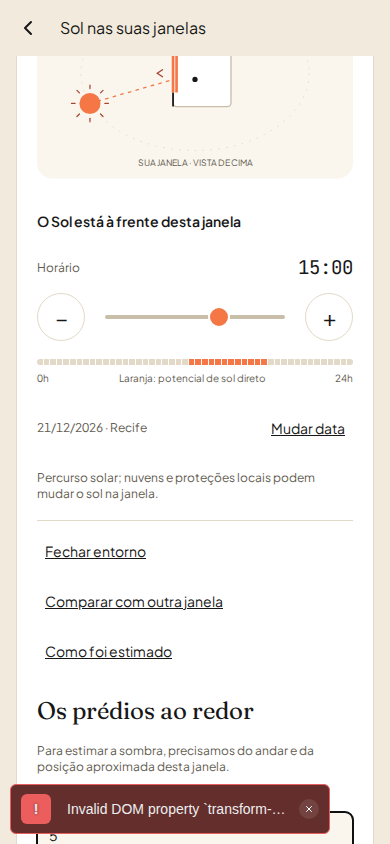 Sol nas suas janelas
SUA JANELA · VISTA DE CIMA
O Sol está à frente desta janela
Horário
15:00
−
+
0h
Laranja: potencial de sol direto
24h
21/12/2026 · Recife
Mudar data
Percurso solar; nuvens e proteções locais podem
mudar o sol na janela.
Fechar entorno
Comparar com outra janela
Como foi estimado
Os prédios ao redor
Para estimar a sombra, precisamos do andar e da
posição aproximada desta janela.
! Invalid DOM property `transform-...
5